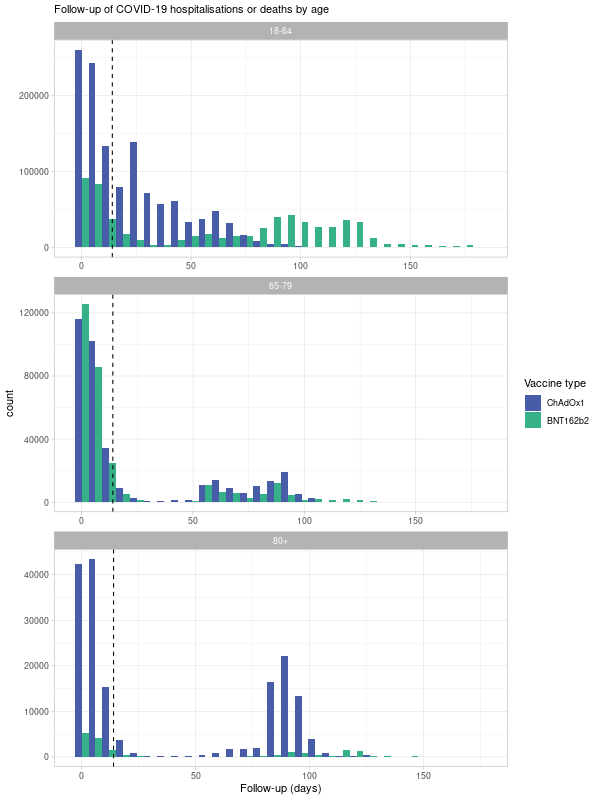 Follow-up of COVID-19 hospitalisations or deaths by age
18-64
200000
100000
0
0 50 100 150
65-79
120000
80000
40000
0
0 50 100 150
80+
40000
30000
20000
10000
0
0 50 100 150
Follow-up (days)
count
Vaccine type
ChAdOx1
BNT162b2